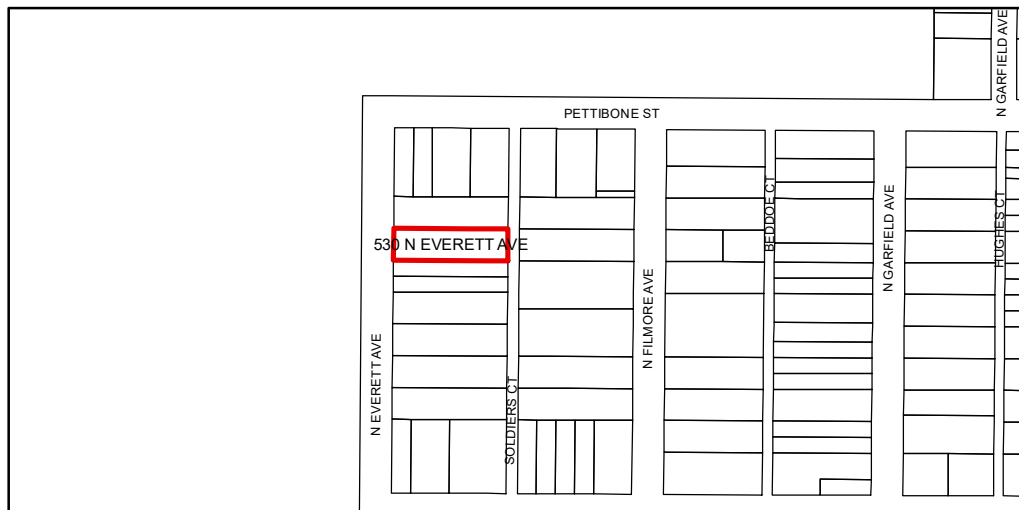 N GARFIELD AVE
PETTIBONE ST
530 N EVERETT AVE
BEDDOE CT
N GARFIELD AVE
HUGHES CT
N FILMORE AVE
N EVERETT AVE
SOLDIERS CT